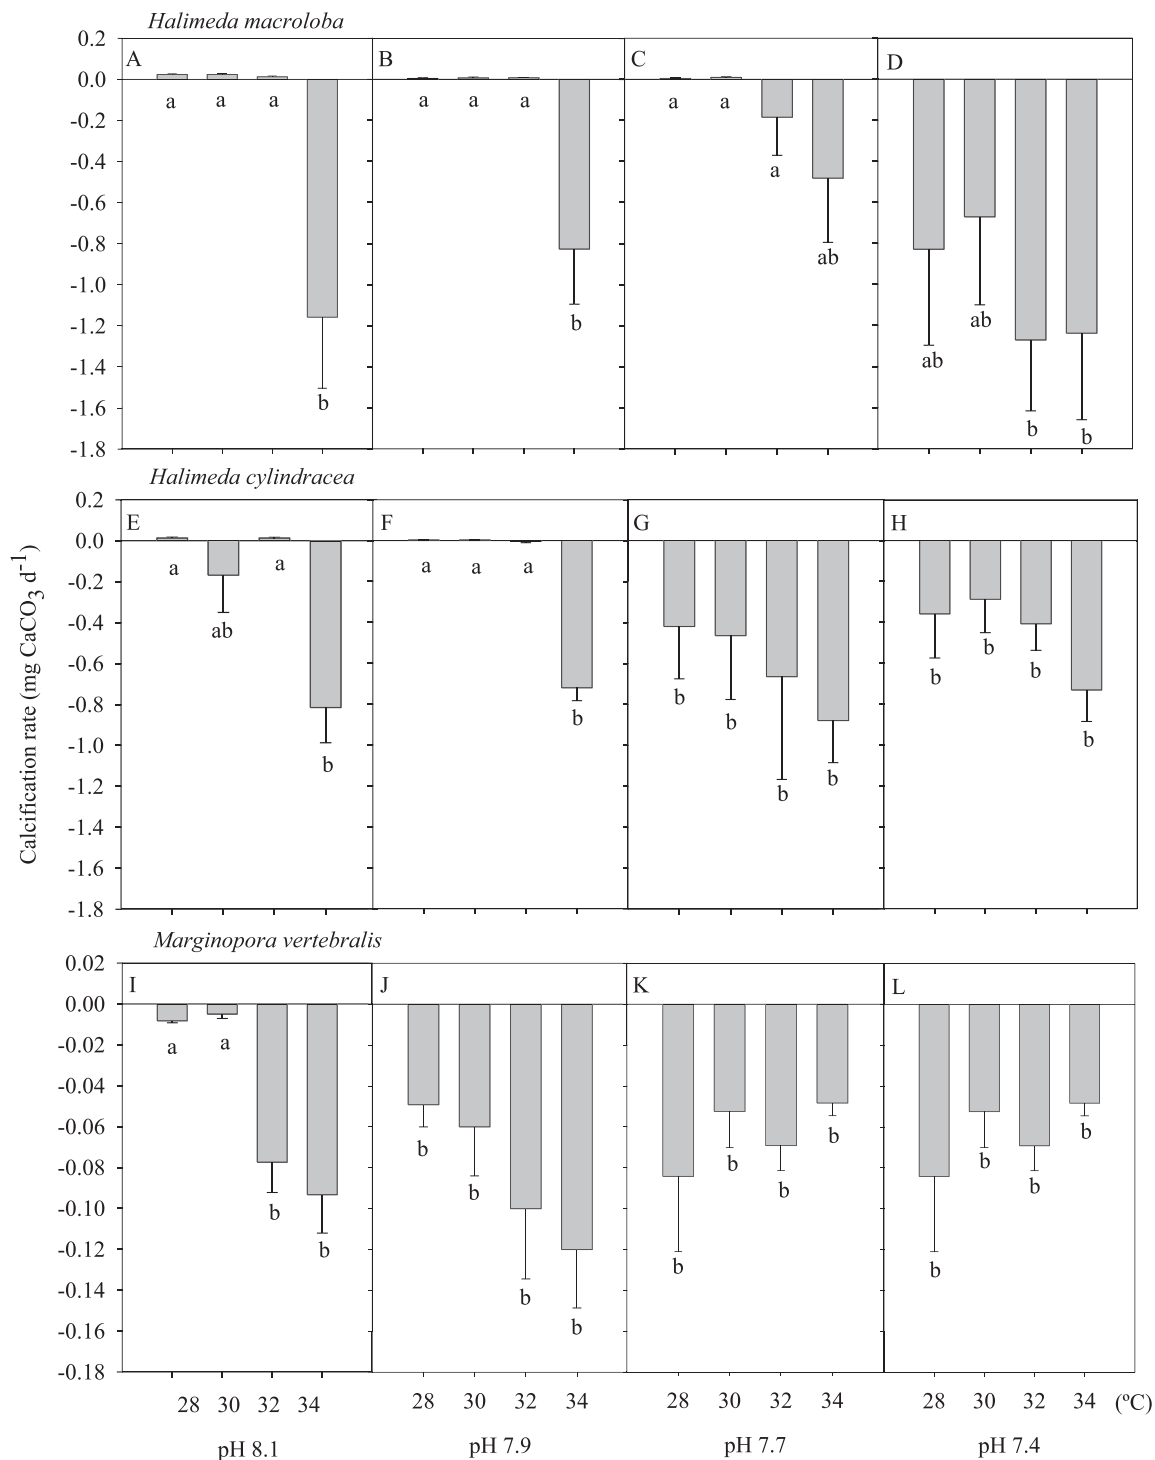 Halimeda macroloba
A B C D
0.2
0.0
-0.2
-0.4
-0.6
-0.8
-1.0
-1.2
-1.4
-1.6
-1.8
a a a b
a a a b
a a a ab
ab ab b b
Halimeda cylindracea
E F G H
0.2
0.0
-0.2
-0.4
-0.6
-0.8
-1.0
-1.2
-1.4
-1.6
-1.8
a ab a b
a a a b
b b b b
b b b b
Calcification rate (mg CaCO3 d-1)
Marginopora vertebralis
I J K L
0.02
0.00
-0.02
-0.04
-0.06
-0.08
-0.10
-0.12
-0.14
-0.16
-0.18
a a b b
b b b b
b b b b
b b b b
28 30 32 34 28 30 32 34 28 30 32 34 28 30 32 34 (ºC)
pH 8.1 pH 7.9 pH 7.7 pH 7.4